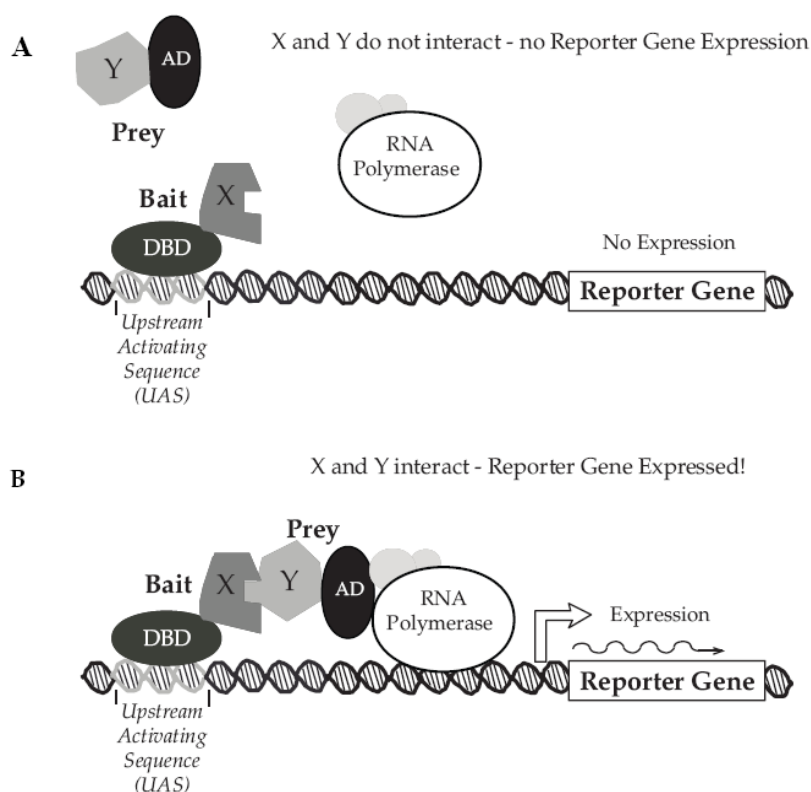 A
X and Y do not interact - no Reporter Gene Expression
Y
AD
Prey
RNA
Polymerase
Bait
X
DBD
No Expression
Reporter Gene
Upstream
Activating
Sequence
(UAS)
B
X and Y interact - Reporter Gene Expressed!
Prey
Bait
X
Y
AD
RNA
Polymerase
DBD
Expression
Reporter Gene
Upstream
Activating
Sequence
(UAS)